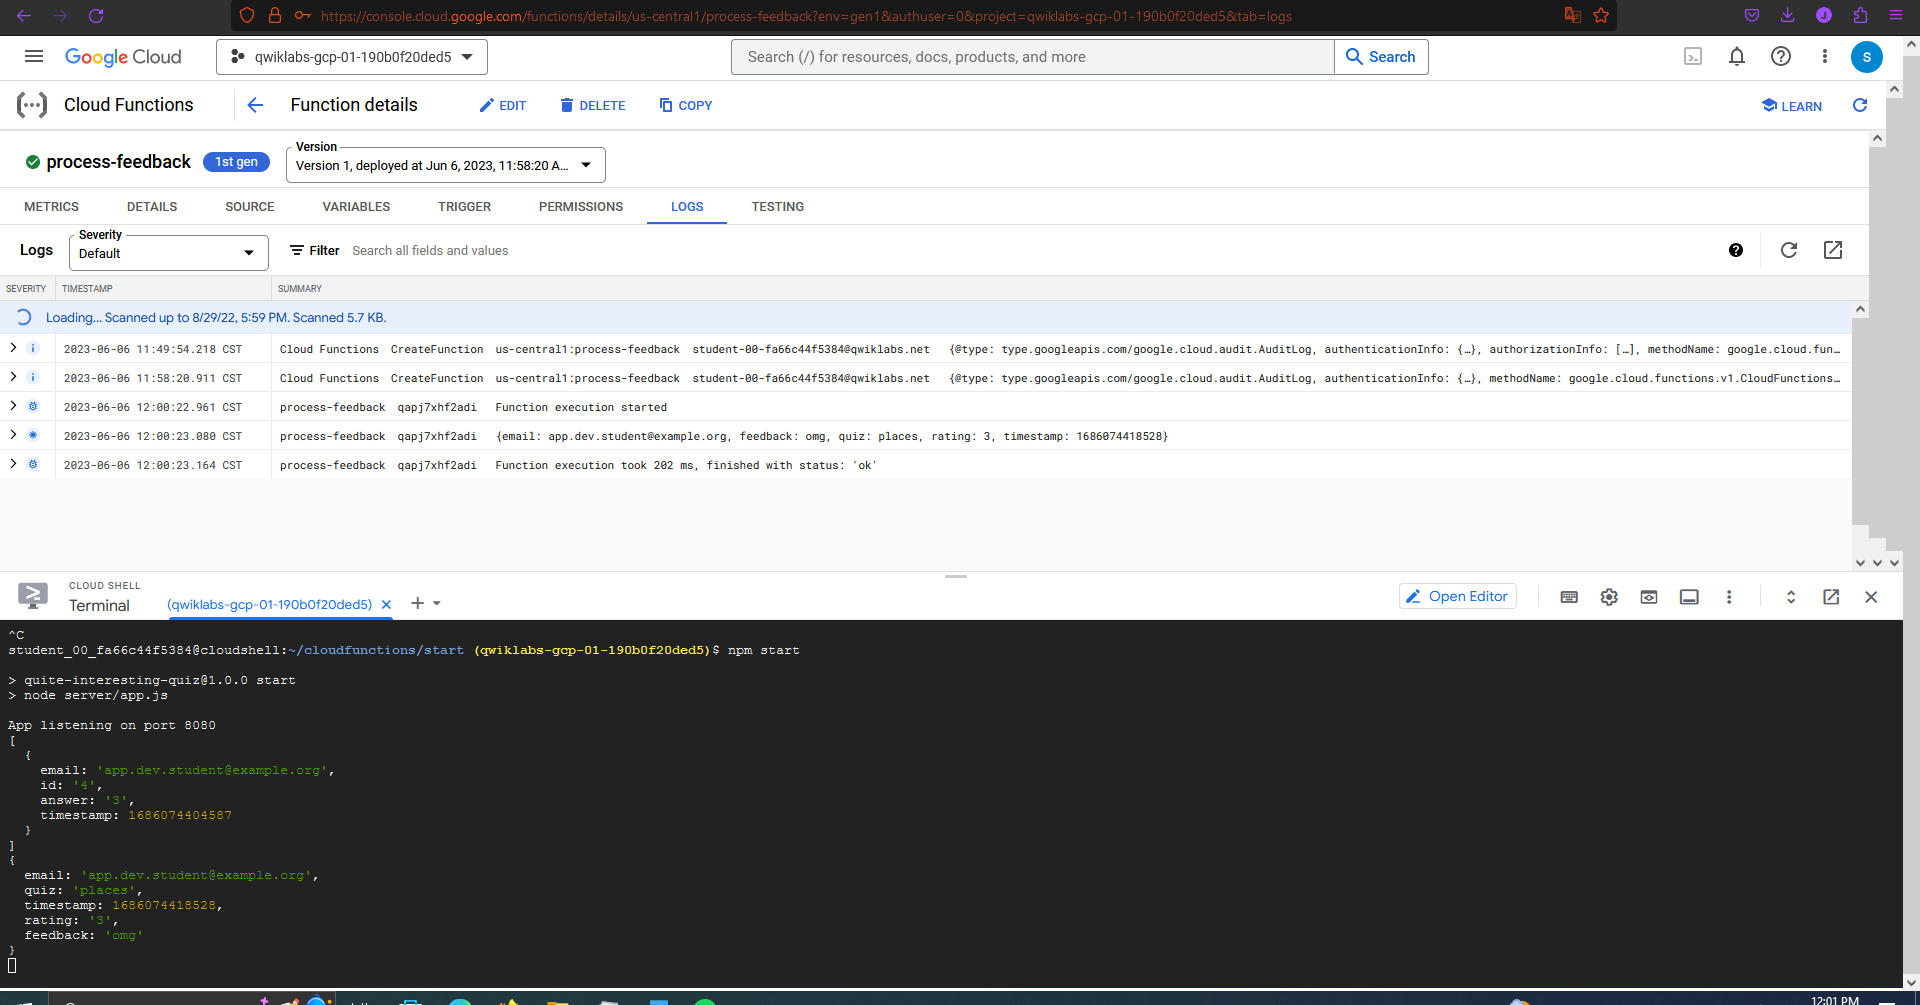 https://console.cloud.google.com/functions/details/us-central1/process-feedback?env=gen1&authuser=0&project=qwiklabs-gcp-01-190b0f20ded5&tab=logs
J
Google Cloud
qwiklabs-gcp-01-190b0f20ded5
Search (/) for resources, docs, products, and more
Search
S
Cloud Functions
Function details
EDIT
DELETE
COPY
LEARN
process-feedback
1st gen
Version
Version 1, deployed at Jun 6, 2023, 11:58:20 A...
METRICS
DETAILS
SOURCE
VARIABLES
TRIGGER
PERMISSIONS
LOGS
TESTING
Logs
Severity
Default
Filter
Search all fields and values
SEVERITY
TIMESTAMP
SUMMARY
Loading... Scanned up to 8/29/22, 5:59 PM. Scanned 5.7 KB.
2023-06-06 11:49:54.218 CST Cloud Functions CreateFunction us-central1:process-feedback student-00-fa66c44f5384@qwiklabs.net {@type: type.googleapis.com/google.cloud.audit.AuditLog, authenticationInfo: {…}, authorizationInfo: […], methodName: google.cloud.fun...
2023-06-06 11:58:20.911 CST Cloud Functions CreateFunction us-central1:process-feedback student-00-fa66c44f5384@qwiklabs.net {@type: type.googleapis.com/google.cloud.audit.AuditLog, authenticationInfo: {…}, methodName: google.cloud.functions.v1.CloudFunctions...
2023-06-06 12:00:22.961 CST process-feedback qapj7xhf2adi Function execution started
2023-06-06 12:00:23.080 CST process-feedback qapj7xhf2adi {email: app.dev.student@example.org, feedback: omg, quiz: places, rating: 3, timestamp: 1686074418528}
2023-06-06 12:00:23.164 CST process-feedback qapj7xhf2adi Function execution took 202 ms, finished with status: 'ok'
CLOUD SHELL
Terminal
(qwiklabs-gcp-01-190b0f20ded5)
Open Editor
^C
student_00_fa66c44f5384@cloudshell:~/cloudfunctions/start (qwiklabs-gcp-01-190b0f20ded5)$ npm start
> quite-interesting-quiz@1.0.0 start
> node server/app.js
App listening on port 8080
[
{
email: 'app.dev.student@example.org',
id: '4',
answer: '3',
timestamp: 1686074404587
}
]
{
email: 'app.dev.student@example.org',
quiz: 'places',
timestamp: 1686074418528,
rating: '3',
feedback: 'omg'
}
12:01 PM